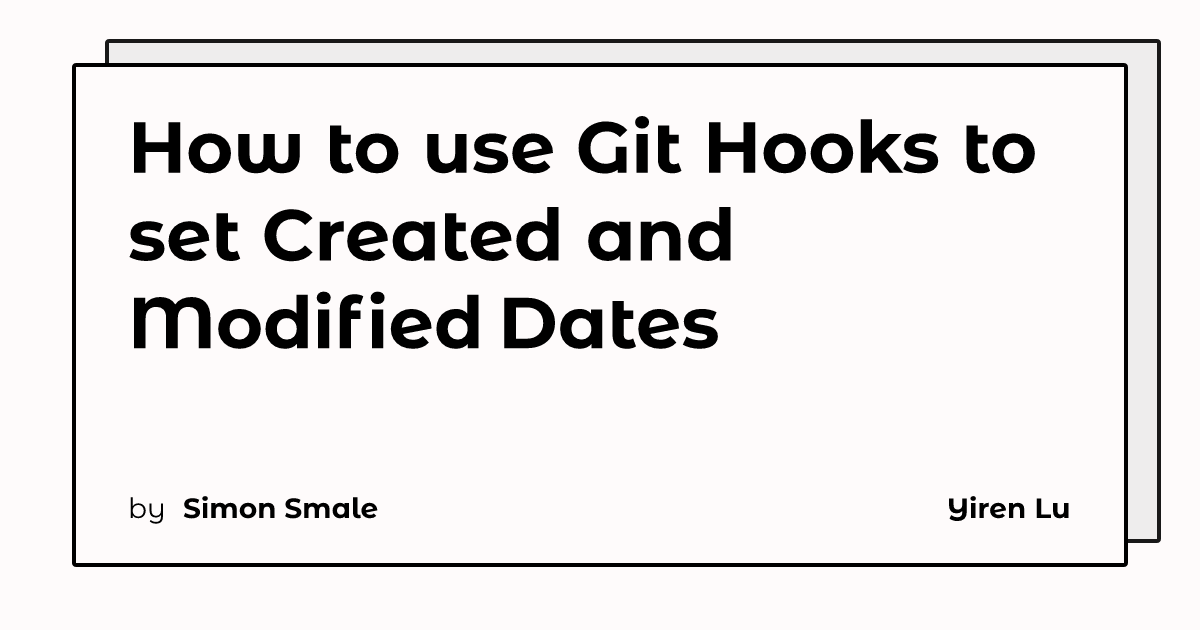 How to use Git Hooks to
set Created and
Modified Dates
by Simon Smale
Yiren Lu